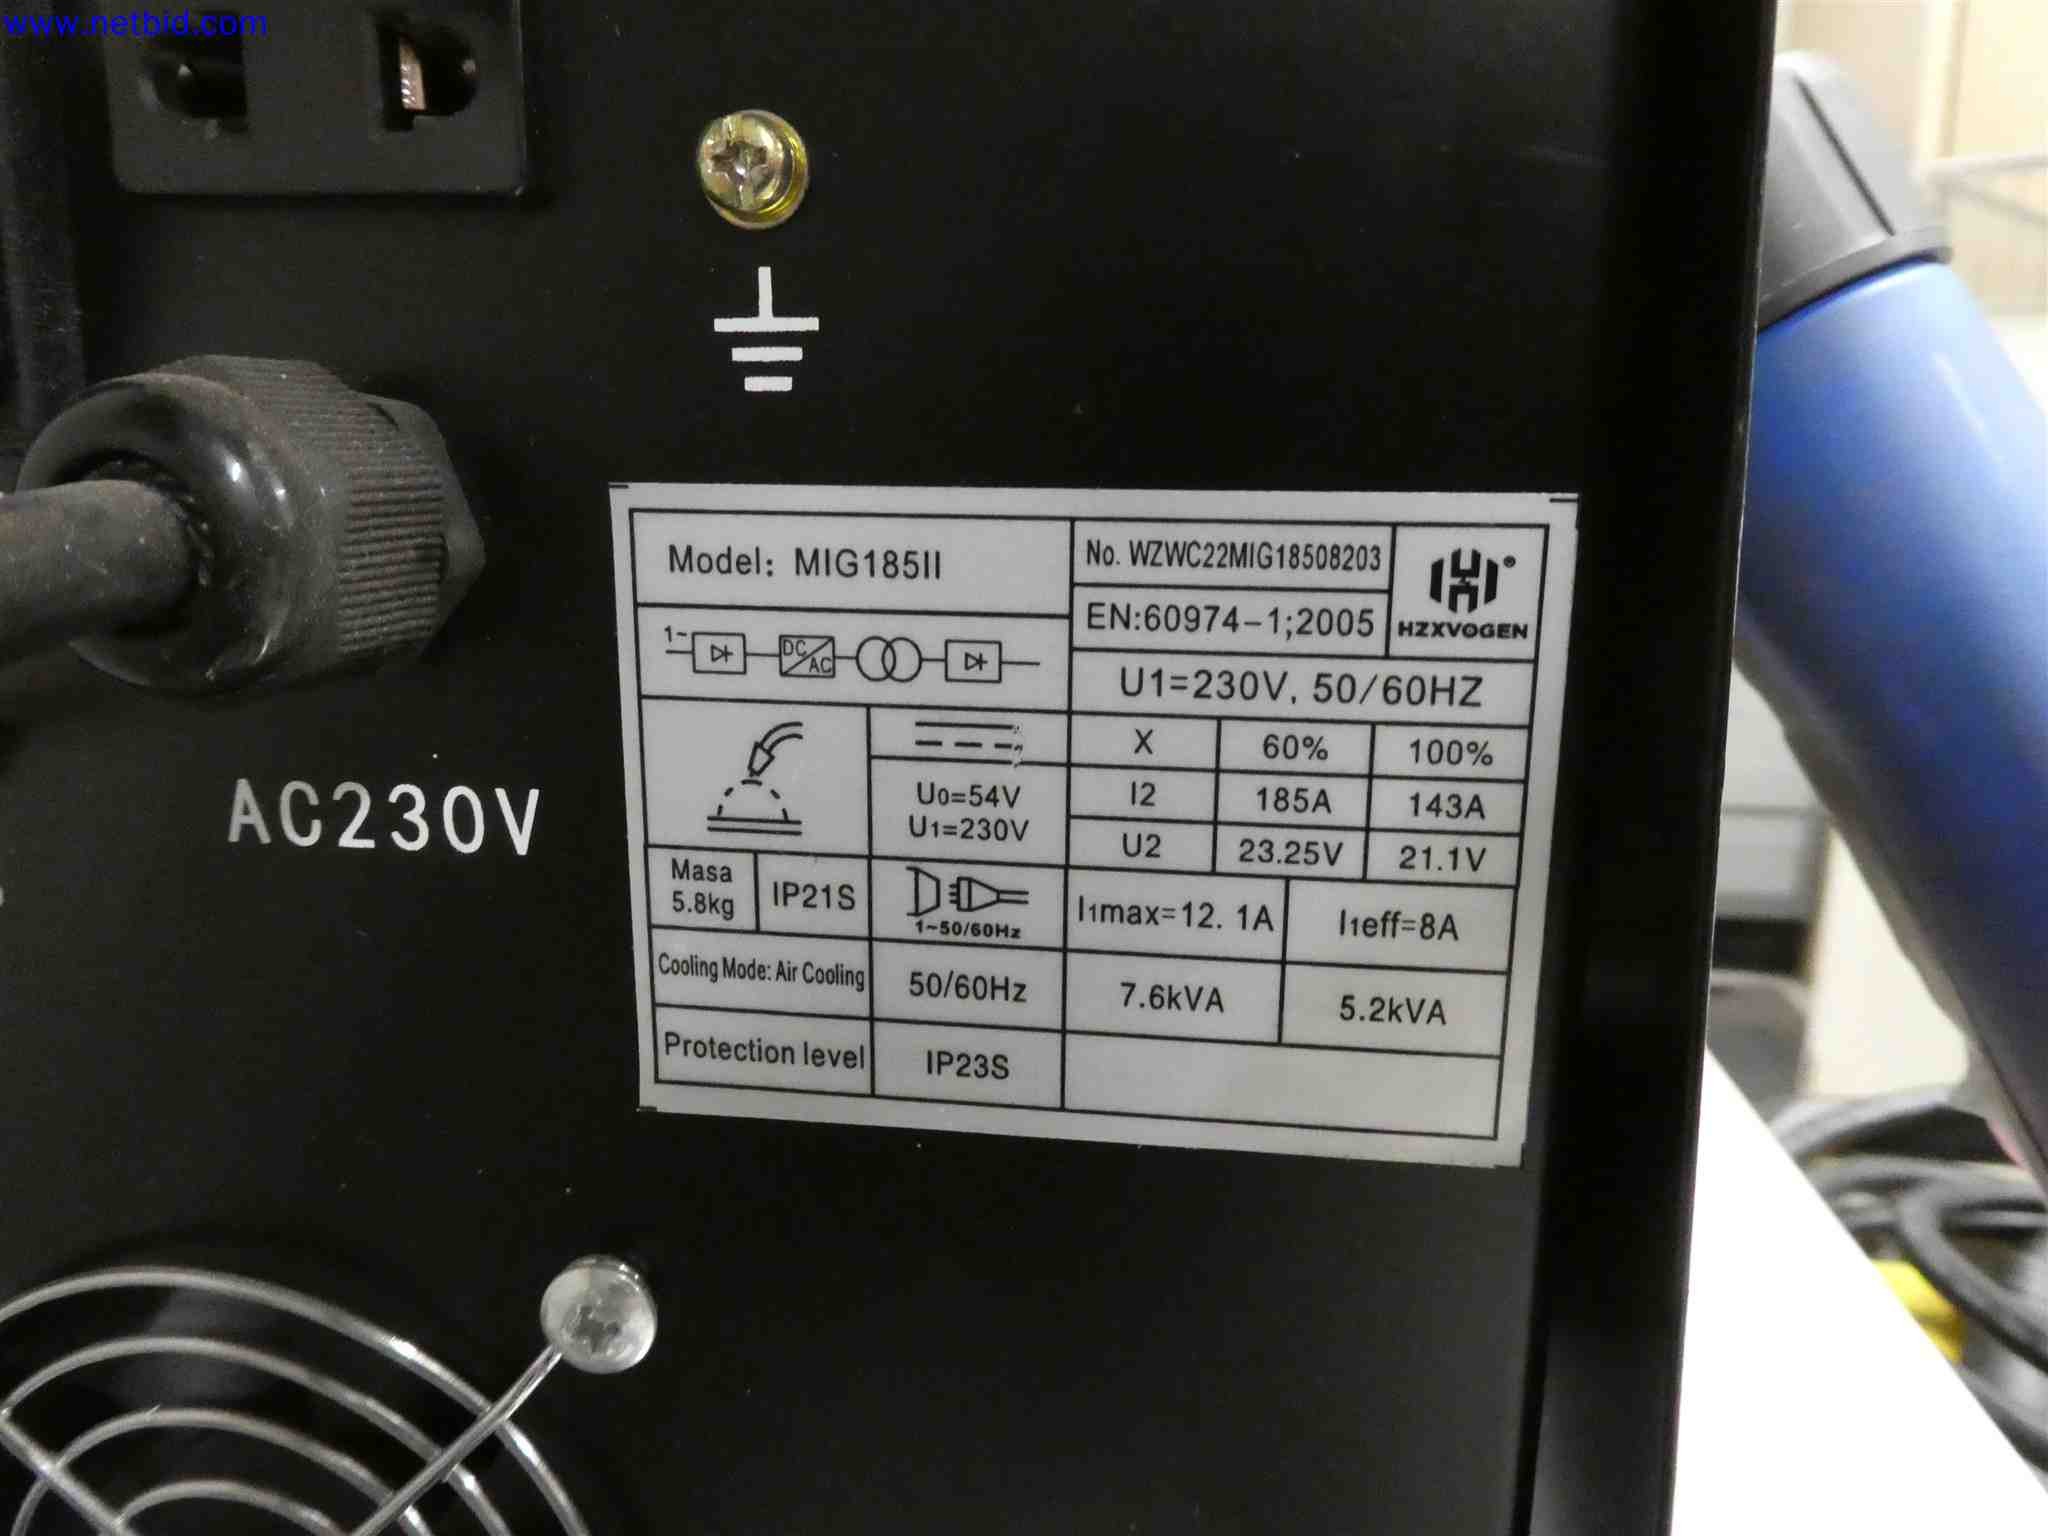 www.netbid.com
Model: MIG185II
No. WZWC22MIG18508203
EN:60974-1;2005
HZXVOGEN
®
1~
DC
AC
U1=230V, 50/60HZ
X 60% 100%
U0=54V
U1=230V
I2 185A 143A
U2 23.25V 21.1V
AC230V
Masa
5.8kg
IP21S
1~50/60Hz
I1max=12. 1A
I1eff=8A
Cooling Mode: Air Cooling
50/60Hz
7.6kVA
5.2kVA
Protection level
IP23S